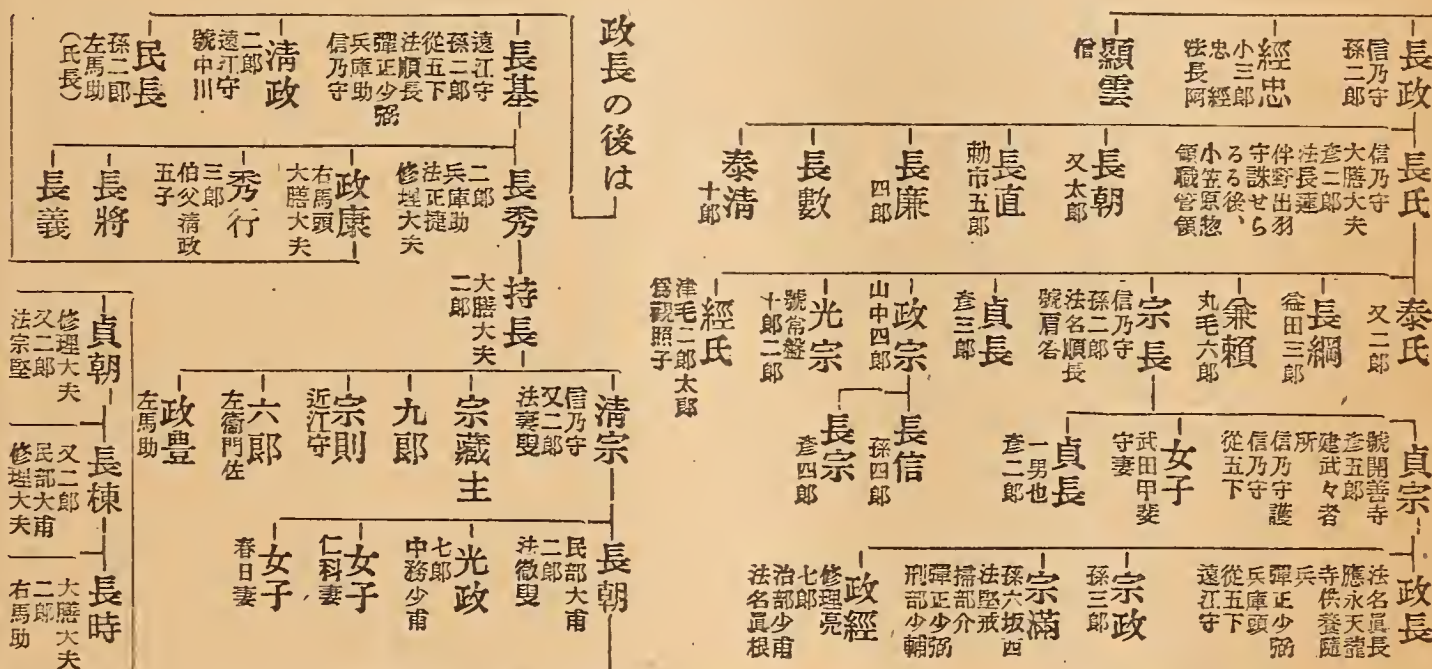 長政
信乃守
孫二郎
經忠
小三郎
忠經
法長阿
顯雲
僧
長氏
信乃守
大膳大夫
彥二郎
法長蓮
伴野出羽
守誅せら
るる後、
小笠原惣
領職管領
長朝
又太郎
長直
勅市五郎
長廉
四郎
長數
泰淸
十郎
泰氏
又二郎
長綱
益田三郎
兼賴
丸毛六郎
宗長
信乃守
孫二郎
法名順長
貞長
彥三郎
政宗
山中四郎
光宗
號常盤
十郎二郎
經氏
津毛二郎太郎
爲觀照子
貞宗
號開善寺
彥五郎
建武々者
所
信乃守護
信乃守
從五下
女子
武田甲斐
守妻
貞長
一男也
彥二郎
長信
孫四郎
長宗
彥四郎
政長
法名眞長
應永天龍
寺供養隨
兵
兵庫頭
彈正少弼
從五下
遠江守
宗政
孫三郎
宗滿
孫六坂西
法堅戒
掃部介
彈正少弼
刑部少輔
政經
修理亮
七郎
治部少甫
法名眞根
政長の後は
長基
遠江守
孫二郎
從五下
法順長
彈正少弼
兵庫助
信乃守
淸政
二郎
遠江守
號中川
民長
孫二郎
左馬助
(氏長)
長秀
二郎
兵庫助
法正捷
修理大夫
政康
右馬頭
大膳大夫
秀行
三郎
伯父淸政
五子
長將
長義
持長
大膳大夫
二郎
淸宗
信乃守
又二郎
宗藏主
九郎
宗則
近江守
六郎
左衞門佐
政豊
左馬助
長朝
民部大甫
二郎
法徹叟
光政
七郎
中務少甫
女子
仁科妻
女子
春日妻
貞朝
修理大夫
又二郎
法宗堅
長棟
又二郎
民部大甫
修理大夫
長時
大膳大夫
二郎
右馬助